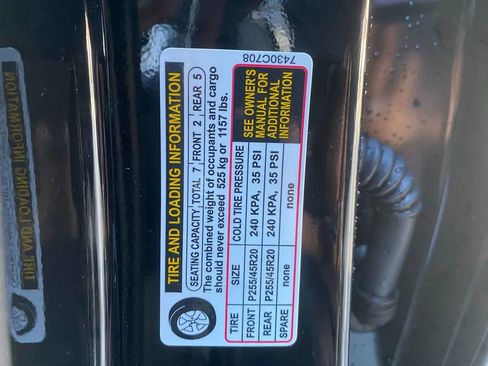 7430C708
TIRE AND LOADING INFORMATION
SEATING CAPACITY TOTAL 7 FRONT 2 REAR 5
The combined weight of occupants and cargo
should never exceed 525 kg or 1157 lbs.
TIRE SIZE COLD TIRE PRESSURE
FRONT P255/45R20 240 KPA, 35 PSI
REAR P255/45R20 240 KPA, 35 PSI
SPARE none none
SEE OWNER'S
MANUAL FOR
ADDITIONAL
INFORMATION